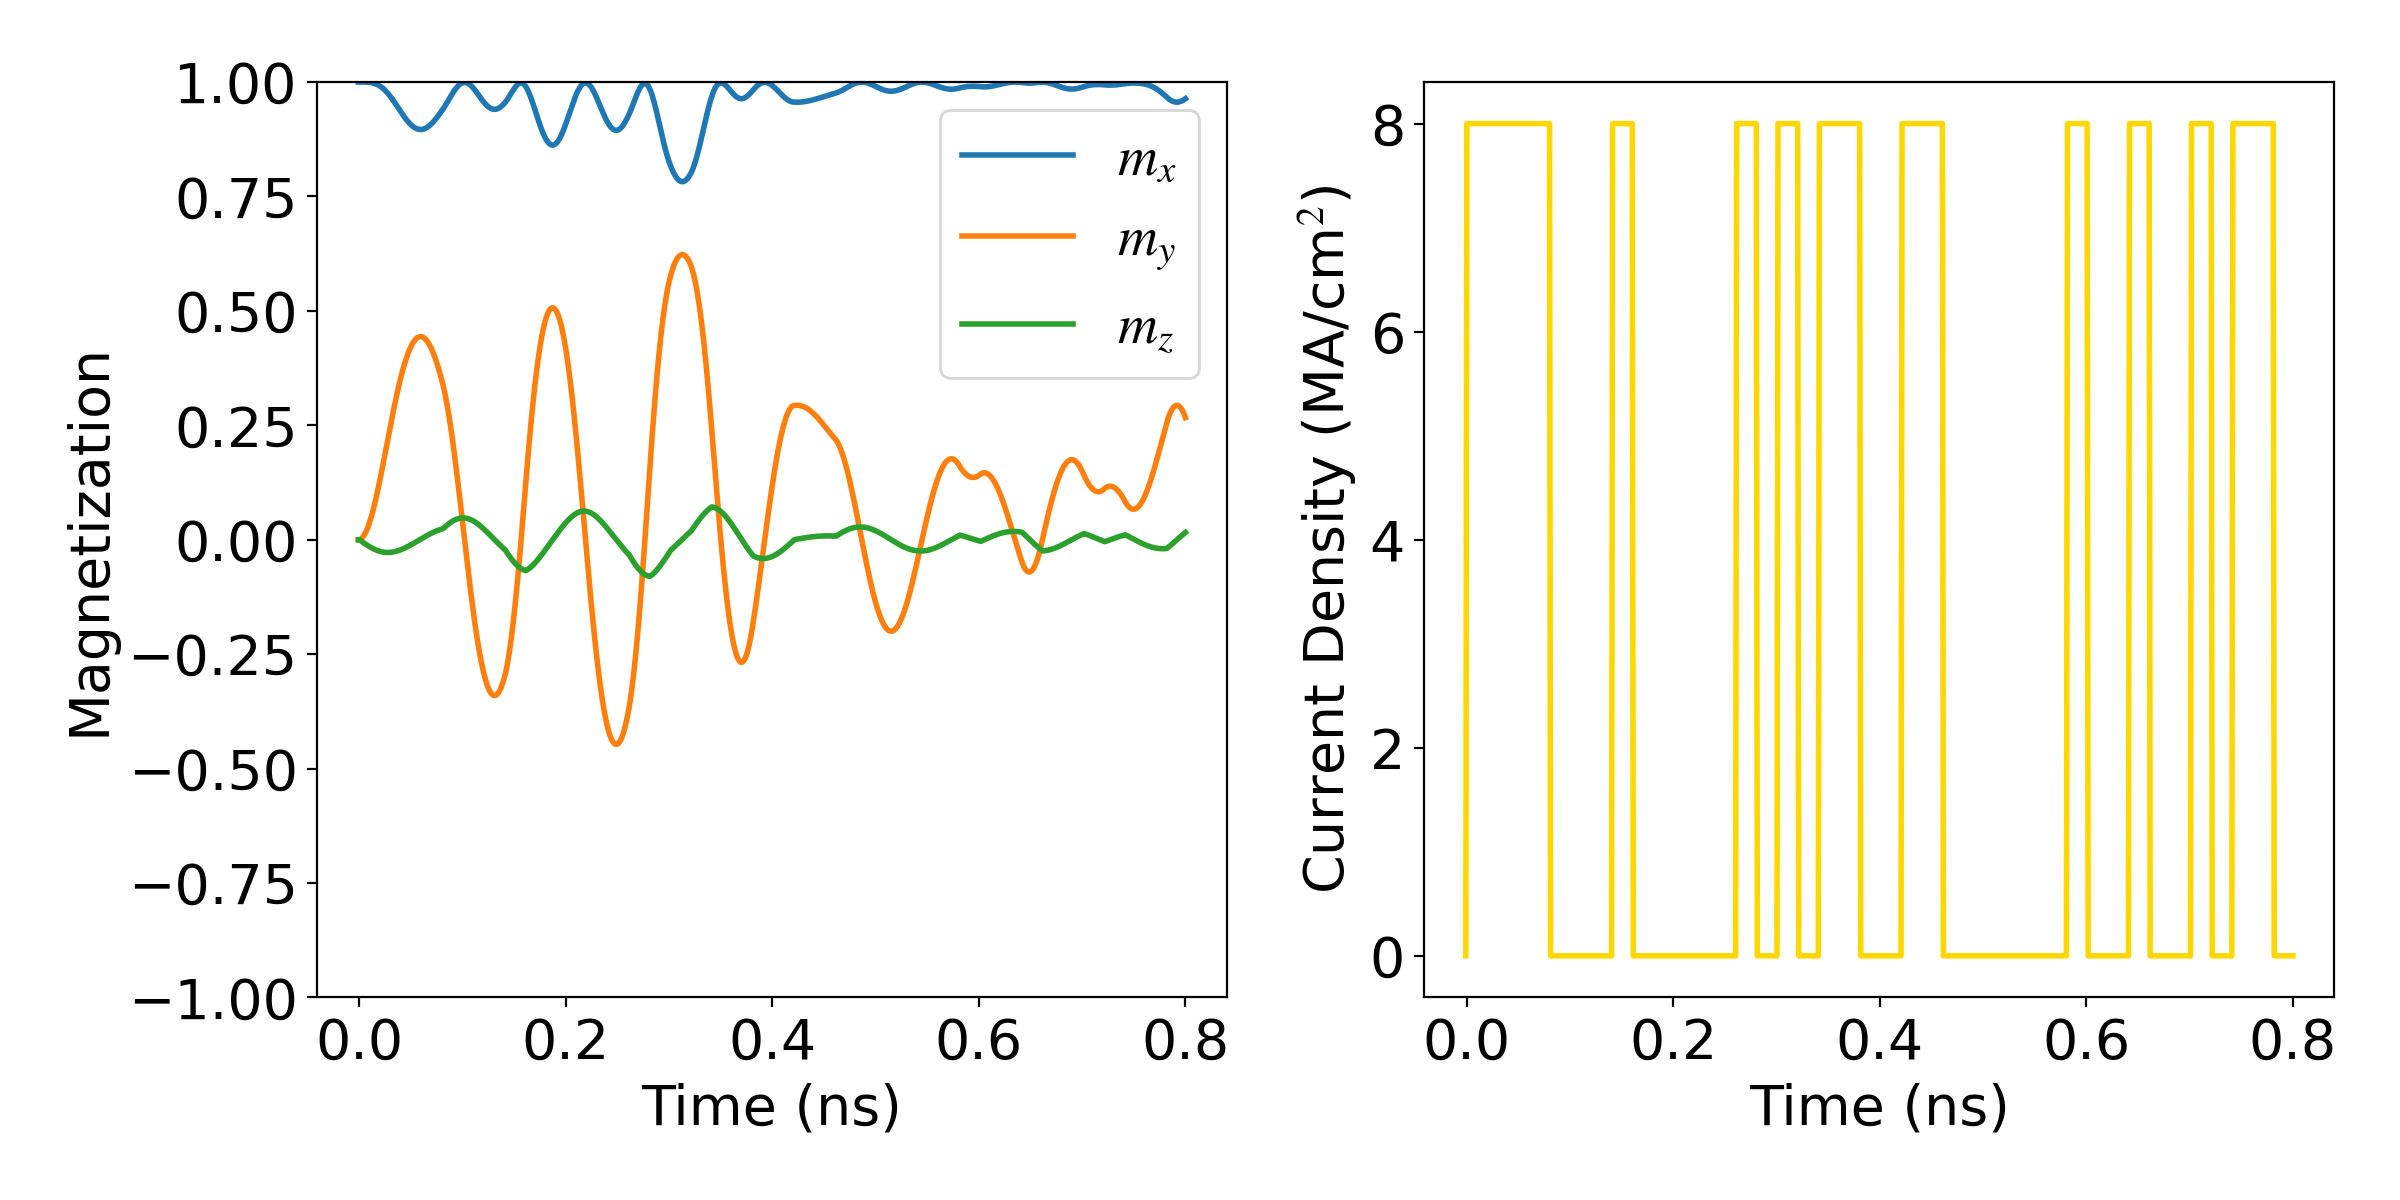 1.00
0.75
0.50
0.25
0.00
−0.25
−0.50
−0.75
−1.00
Magnetization
0.0 0.2 0.4 0.6 0.8
Time (ns)
mₓ
m_y
m_z
8
6
4
2
0
Current Density (MA/cm²)
0.0 0.2 0.4 0.6 0.8
Time (ns)